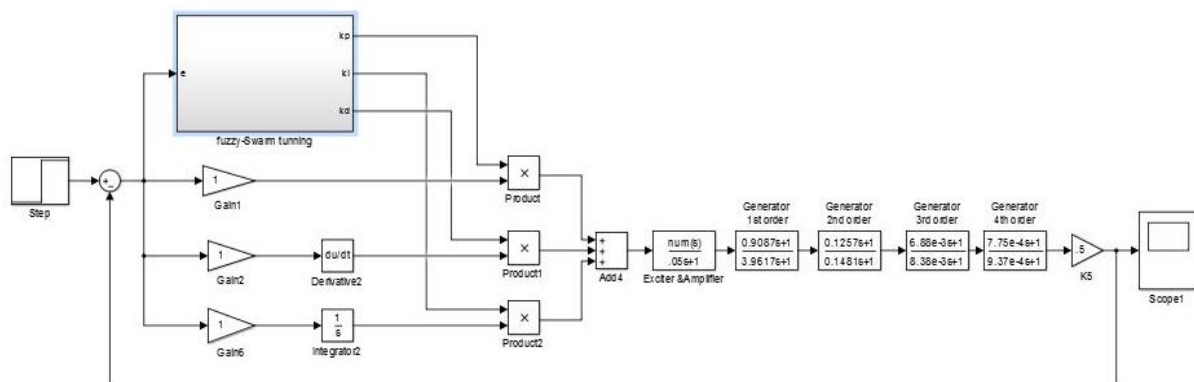 kp
e
ki
kd
fuzzy-Swarm tunning
+
-
Step
1
Gain1
×
Product
1
Gain2
du/dt
Derivative2
×
Product1
1
Gain6
1
s
Integrator2
×
Product2
+
+
+
Add4
num(s)
.05s+1
Exciter &Amplifier
Generator
1st order
0.9087s+1
3.9617s+1
Generator
2nd order
0.1257s+1
0.1481s+1
Generator
3rd order
6.88e-3s+1
8.38e-3s+1
Generator
4th order
7.75e-4s+1
9.37e-4s+1
.5
K5
Scope1